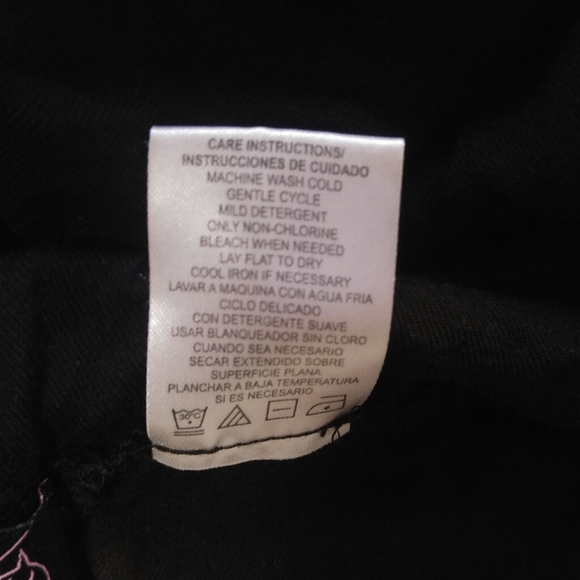 CARE INSTRUCTIONS/
INSTRUCCIONES DE CUIDADO
MACHINE WASH COLD
GENTLE CYCLE
MILD DETERGENT
ONLY NON-CHLORINE
BLEACH WHEN NEEDED
LAY FLAT TO DRY
COOL IRON IF NECESSARY
LAVAR A MAQUINA CON AGUA FRIA
CICLO DELICADO
CON DETERGENTE SUAVE
USAR BLANQUEADOR SIN CLORO
CUANDO SEA NECESARIO
SECAR EXTENDIDO SOBRE
SUPERFICIE PLANA
PLANCHAR A BAJA TEMPERATURA
SI ES NECESARIO
30°C